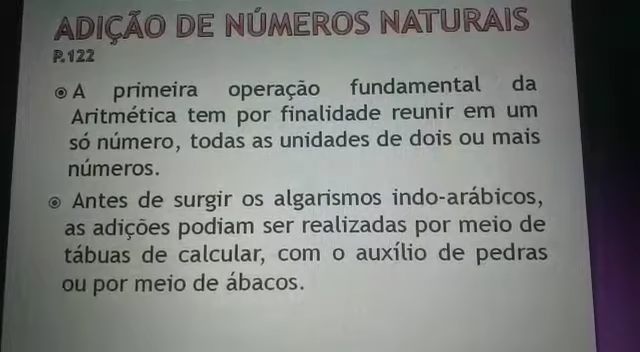 ADIÇÃO DE NÚMEROS NATURAIS
P.122
A primeira operação fundamental da
Aritmética tem por finalidade reunir em um
só número, todas as unidades de dois ou mais
números.
Antes de surgir os algarismos indo-arábicos,
as adições podiam ser realizadas por meio de
tábuas de calcular, com o auxílio de pedras
ou por meio de ábacos.